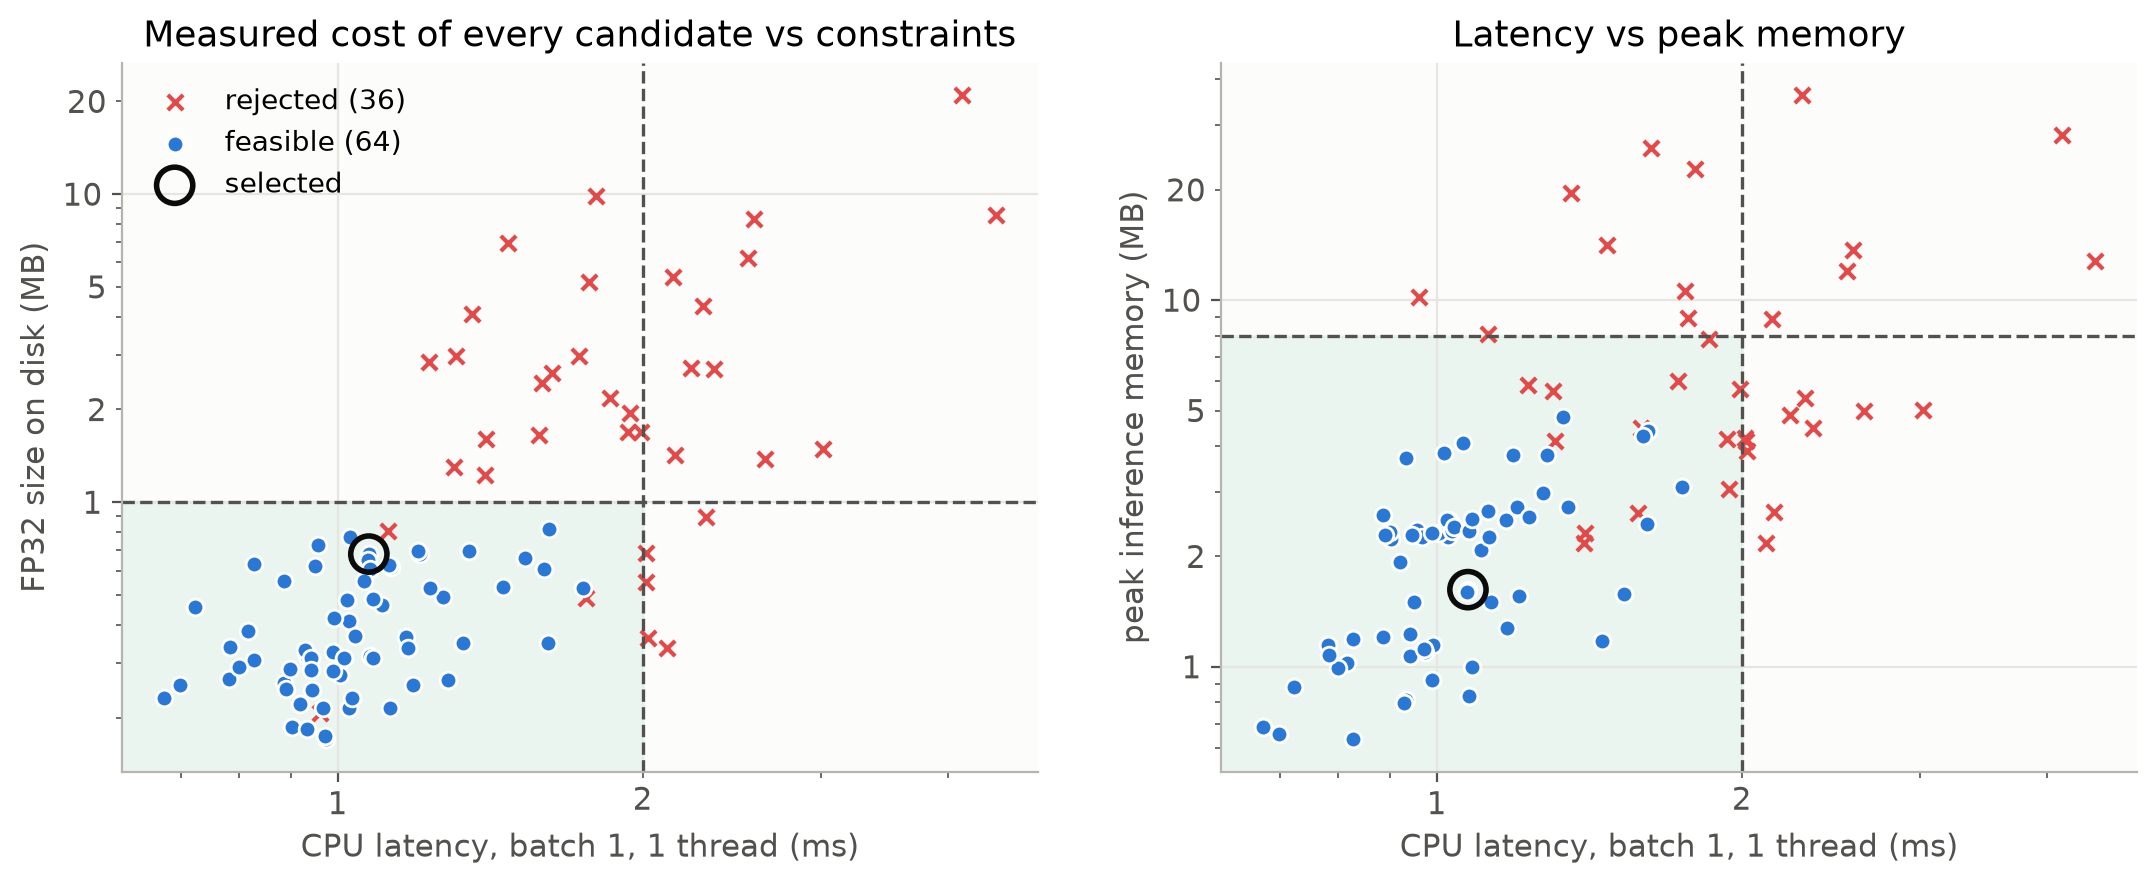 Measured cost of every candidate vs constraints
rejected (36)
feasible (64)
selected
20
10
5
2
1
FP32 size on disk (MB)
1
2
CPU latency, batch 1, 1 thread (ms)
Latency vs peak memory
20
10
5
2
1
peak inference memory (MB)
1
2
CPU latency, batch 1, 1 thread (ms)